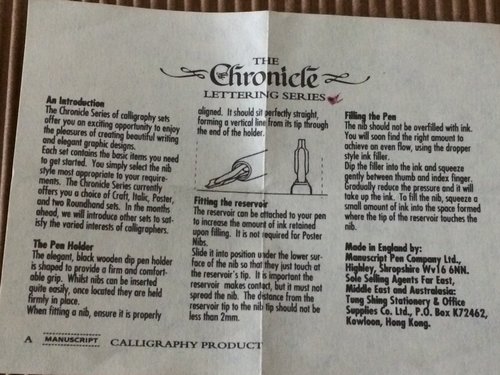 THE
Chronicle
LETTERING SERIES
An Introduction
The Chronicle Series of calligraphy sets
offer you an exciting opportunity to enjoy
the pleasures of creating beautiful writing
and elegant graphic designs.
Each set contains the basic items you need
to get started. You simply select the nib
style most appropriate to your require-
ments. The Chronicle Series currently
offers you a choice of Craft, Italic, Poster,
and two Roundhand Sets. In the months
ahead, we will introduce other sets to sat-
isfy the varied interests of calligraphers.
The Pen Holder
The elegant, black wooden dip pen holder
is shaped to provide a firm and comfort-
able grip. Whilst nibs can be inserted
quite easily, once located they are held
firmly in place.
When fitting a nib, ensure it is properly
aligned. It should sit perfectly straight,
forming a vertical line from its tip through
the end of the holder.
Fitting the reservoir
The reservoir can be attached to your pen
to increase the amount of ink retained
upon filling. It is not required for Poster
Nibs.
Slide it into position under the lower sur-
face of the nib so that they just touch at
the reservoir's tip. It is important the
reservoir makes contact, but it must not
spread the nib. The distance from the
reservoir tip to the nib tip should not be
less than 2mm.
Filling the Pen
The nib should not be overfilled with ink.
You will soon find the right amount to
achieve an even flow, using the dropper
style ink filler.
Dip the filler into the ink and squeeze
gently between thumb and index finger.
Gradually reduce the pressure and it will
take up the ink. To fill the nib, squeeze a
small amount of ink into the space formed
where the tip of the reservoir touches the
nib.
Made in England by:
Manuscript Pen Company Ltd.,
Highley, Shropshire Wv16 6NN.
Sole Selling Agents Far East,
Middle East and Australasia:
Tung Shing Stationery & Office
Supplies Co. Ltd., P.O. Box K72462,
Kowloon, Hong Kong.
A MANUSCRIPT CALLIGRAPHY PRODUCT